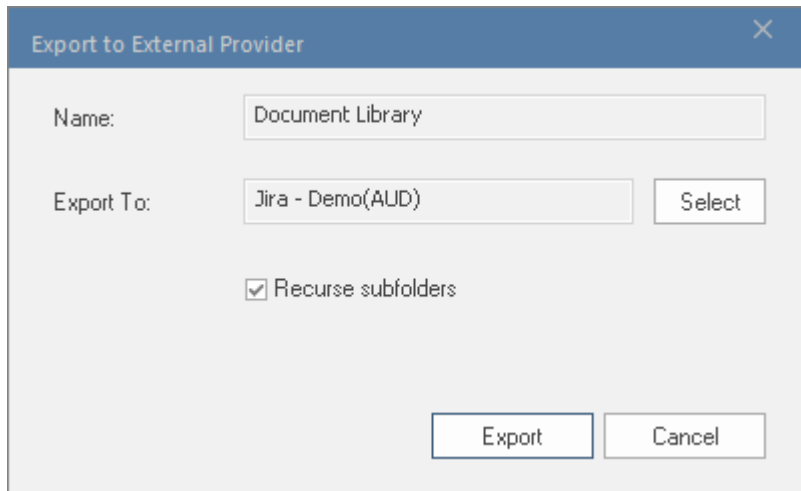 Export to External Provider
Name:
Document Library
Export To:
Jira - Demo(AUD)
Select
Recurse subfolders
Export
Cancel